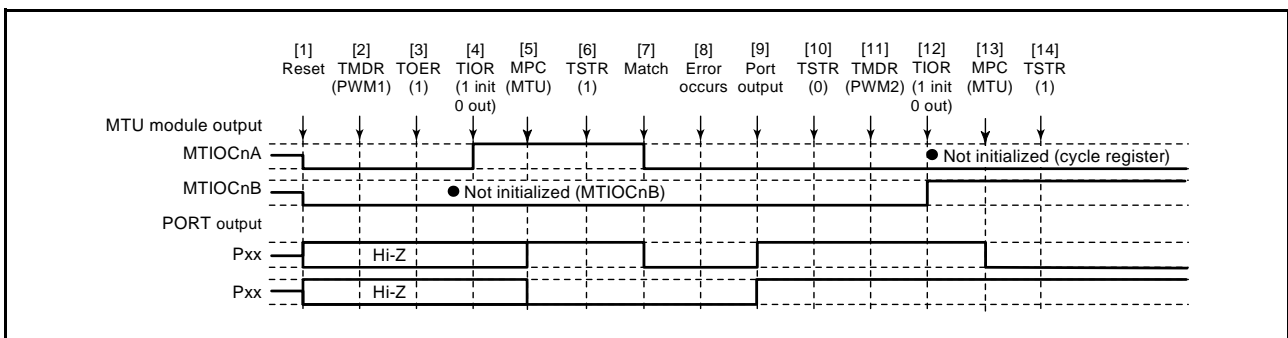 [1] [2] [3] [4] [5] [6] [7] [8] [9] [10] [11] [12] [13] [14]
Reset TMDR TOER TIOR MPC TSTR Match Error Port TSTR TMDR TIOR MPC TSTR
(PWM1) (1) (1 init (MTU) (1) occurs output (0) (PWM2) (1 init (MTU) (1)
0 out) 0 out)
MTU module output
MTIOCnA ● Not initialized (cycle register)
MTIOCnB ● Not initialized (MTIOCnB)
PORT output
Pxx Hi-Z
Pxx Hi-Z